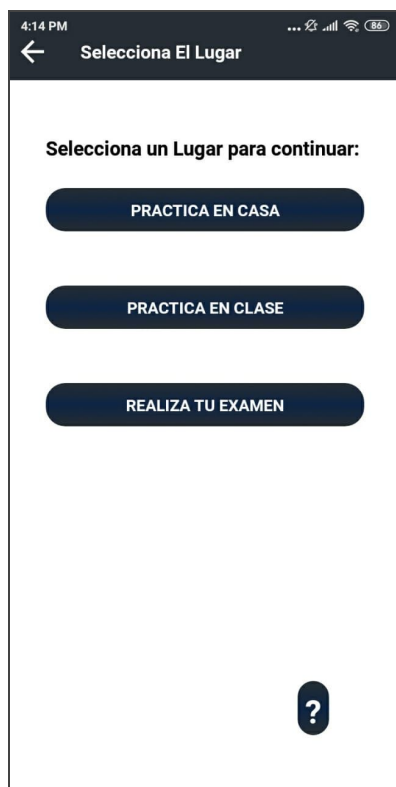 4:14 PM
... 86
Selecciona El Lugar
Selecciona un Lugar para continuar:
PRACTICA EN CASA
PRACTICA EN CLASE
REALIZA TU EXAMEN
?